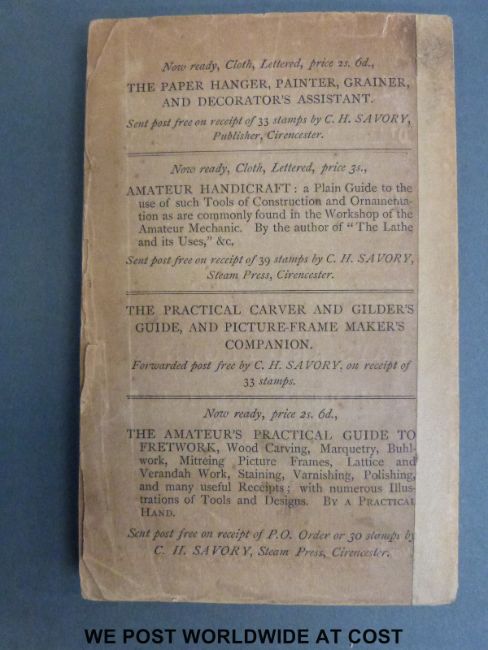 Now ready, Cloth, Lettered, price 2s. 6d.,
THE PAPER HANGER, PAINTER, GRAINER,
AND DECORATOR'S ASSISTANT.
Sent post free on receipt of 33 stamps by C. H. SAVORY,
Publisher, Cirencester.
Now ready, Cloth, Lettered, price 3s.,
AMATEUR HANDICRAFT: a Plain Guide to the
use of such Tools of Construction and Ornamenta-
tion as are commonly found in the Workshop of the
Amateur Mechanic. By the author of "The Lathe
and its Uses," &c,
Sent post free on receipt of 39 stamps by C. H. SAVORY,
Steam Press, Cirencester.
THE PRACTICAL CARVER AND GILDER'S
GUIDE, AND PICTURE-FRAME MAKER'S
COMPANION.
Forwarded post free by C. H. SAVORY, on receipt of
33 stamps.
Now ready, price 2s. 6d.,
THE AMATEUR'S PRACTICAL GUIDE TO
FRETWORK, Wood Carving, Marquetry, Buhl-
work, Mitreing Picture Frames, Lattice and
Verandah Work, Staining, Varnishing, Polishing,
and many useful Receipts; with numerous Illus-
trations of Tools and Designs. BY A PRACTICAL
HAND.
Sent post free on receipt of P.O. Order or 30 stamps by
C. H. SAVORY, Steam Press, Cirencester.
WE POST WORLDWIDE AT COST